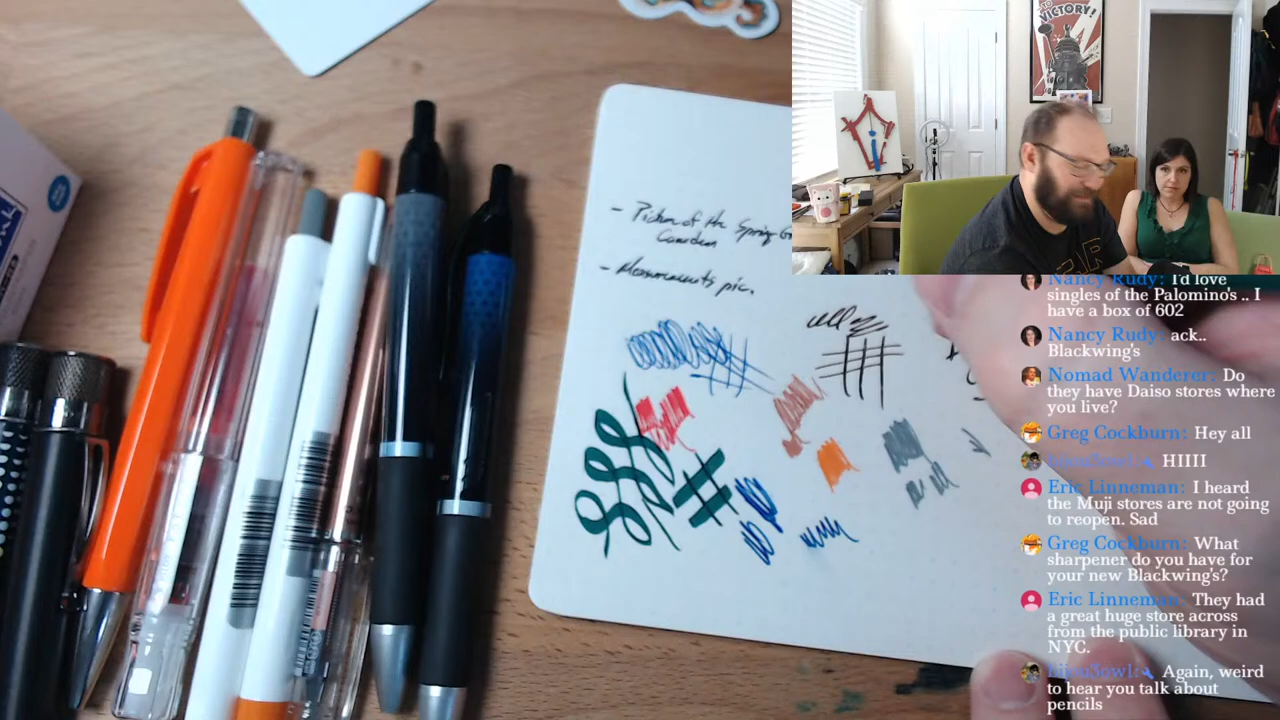 TO
VICTORY!
- Picture of the Spring
Garden
- Measurements pic.
Nancy Rudy: I'd love
singles of the Palomino's .. I
have a box of 602
Nancy Rudy: ack..
Blackwing's
Nomad Wanderer: Do
they have Daiso stores where
you live?
Greg Cockburn: Hey all
HIIII
Eric Linneman: I heard
the Muji stores are not going
to reopen. Sad
Greg Cockburn: What
sharpener do you have for
your new Blackwing's?
Eric Linneman: They had
a great huge store across
from the public library in
NYC.
Again, weird
to hear you talk about
pencils